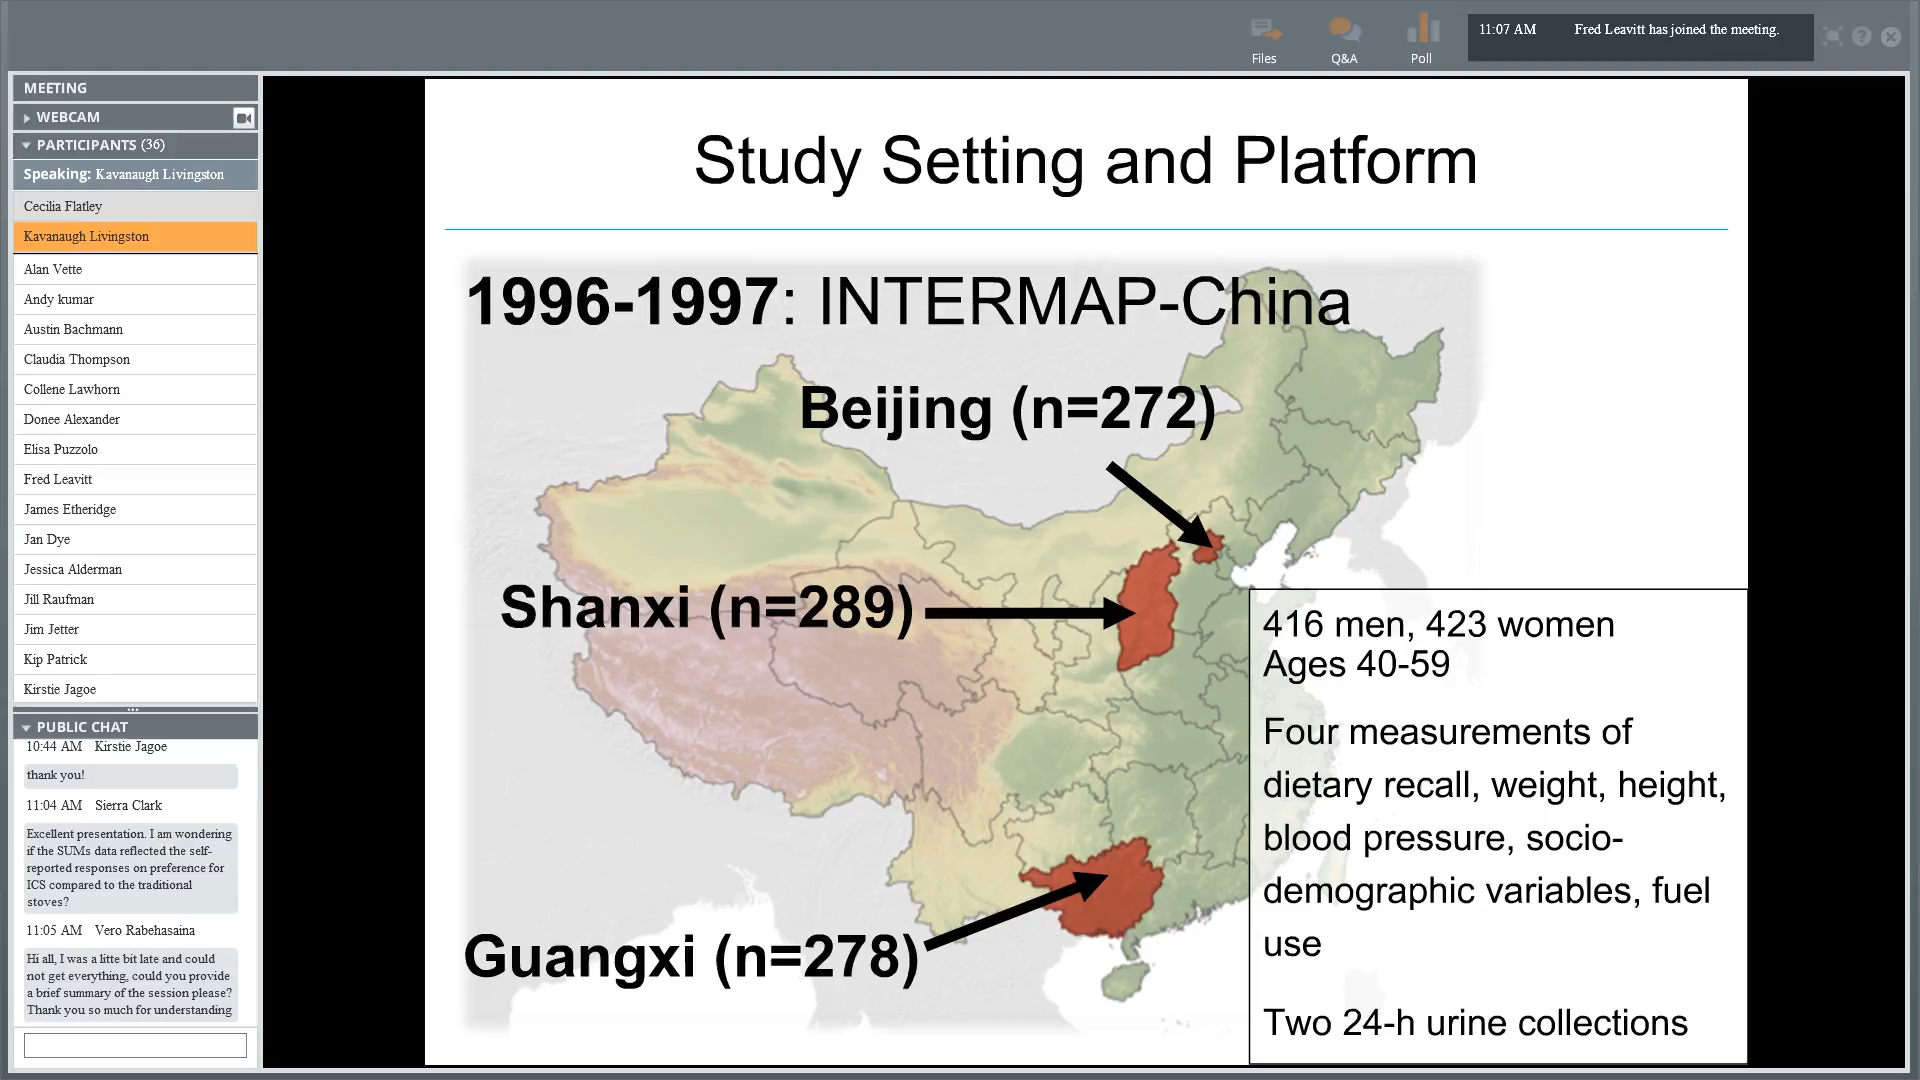 Files
Q&A
Poll
11:07 AM Fred Leavitt has joined the meeting.
MEETING
WEBCAM
PARTICIPANTS (36)
Speaking: Kavanaugh Livingston
Cecilia Flatley
Kavanaugh Livingston
Alan Vette
Andy kumar
Austin Bachmann
Claudia Thompson
Collene Lawhorn
Donee Alexander
Elisa Puzzolo
Fred Leavitt
James Etheridge
Jan Dye
Jessica Alderman
Jill Raufman
Jim Jetter
Kip Patrick
Kirstie Jagoe
PUBLIC CHAT
10:44 AM Kirstie Jagoe
thank you!
11:04 AM Sierra Clark
Excellent presentation. I am wondering
if the SUMs data reflected the self-
reported responses on preference for
ICS compared to the traditional
stoves?
11:05 AM Vero Rabehasaina
Hi all, I was a litte bit late and could
not get everything, could you provide
a brief summary of the session please?
Thank you so much for understanding
Study Setting and Platform
1996-1997: INTERMAP-China
Beijing (n=272)
Shanxi (n=289)
Guangxi (n=278)
416 men, 423 women
Ages 40-59
Four measurements of
dietary recall, weight, height,
blood pressure, socio-
demographic variables, fuel
use
Two 24-h urine collections